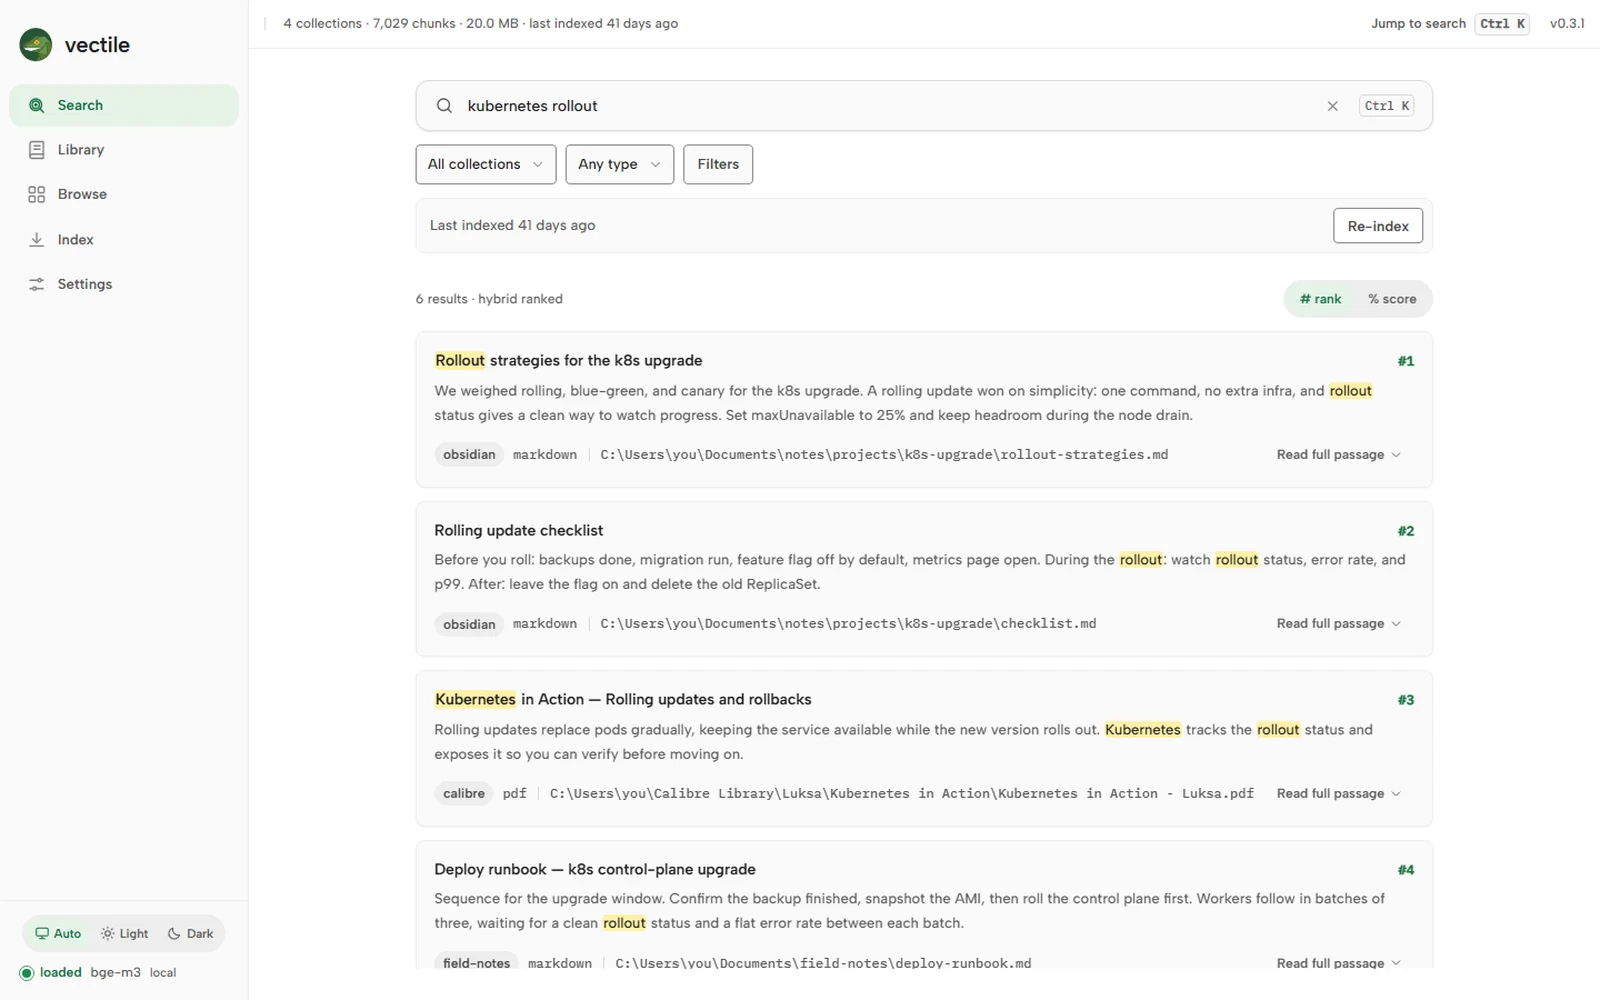 vectile
Search
Library
Browse
Index
Settings
Auto
Light
Dark
loaded bge-m3 local
4 collections · 7,029 chunks · 20.0 MB · last indexed 41 days ago
Jump to search Ctrl K v0.3.1
kubernetes rollout
Ctrl K
All collections
Any type
Filters
Last indexed 41 days ago
Re-index
6 results · hybrid ranked
# rank % score
Rollout strategies for the k8s upgrade
#1
We weighed rolling, blue-green, and canary for the k8s upgrade. A rolling update won on simplicity: one command, no extra infra, and rollout
status gives a clean way to watch progress. Set maxUnavailable to 25% and keep headroom during the node drain.
obsidian markdown C:\Users\you\Documents\notes\projects\k8s-upgrade\rollout-strategies.md Read full passage
Rolling update checklist
#2
Before you roll: backups done, migration run, feature flag off by default, metrics page open. During the rollout: watch rollout status, error rate, and
p99. After: leave the flag on and delete the old ReplicaSet.
obsidian markdown C:\Users\you\Documents\notes\projects\k8s-upgrade\checklist.md Read full passage
Kubernetes in Action — Rolling updates and rollbacks
#3
Rolling updates replace pods gradually, keeping the service available while the new version rolls out. Kubernetes tracks the rollout status and
exposes it so you can verify before moving on.
calibre pdf C:\Users\you\Calibre Library\Luksa\Kubernetes in Action\Kubernetes in Action - Luksa.pdf Read full passage
Deploy runbook — k8s control-plane upgrade
#4
Sequence for the upgrade window. Confirm the backup finished, snapshot the AMI, then roll the control plane first. Workers follow in batches of
three, waiting for a clean rollout status and a flat error rate between each batch.
field-notes markdown C:\Users\you\Documents\field-notes\deploy-runbook.md Read full passage